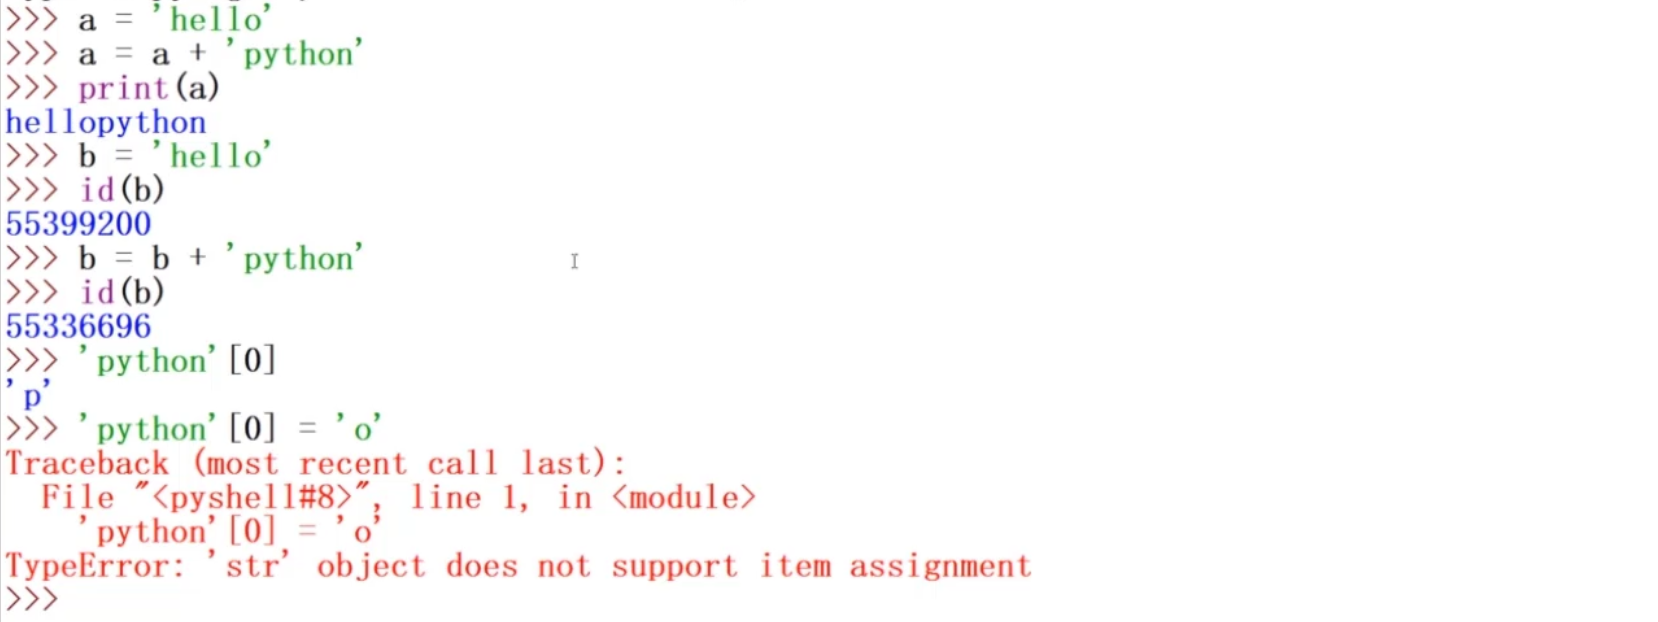 >>> a = 'hello'
>>> a = a + 'python'
>>> print(a)
hellopython
>>> b = 'hello'
>>> id(b)
55399200
>>> b = b + 'python'
>>> id(b)
55336696
>>> 'python'[0]
'p'
>>> 'python'[0] = 'o'
Traceback (most recent call last):
  File "<pyshell#8>", line 1, in <module>
    'python'[0] = 'o'
TypeError: 'str' object does not support item assignment
>>>